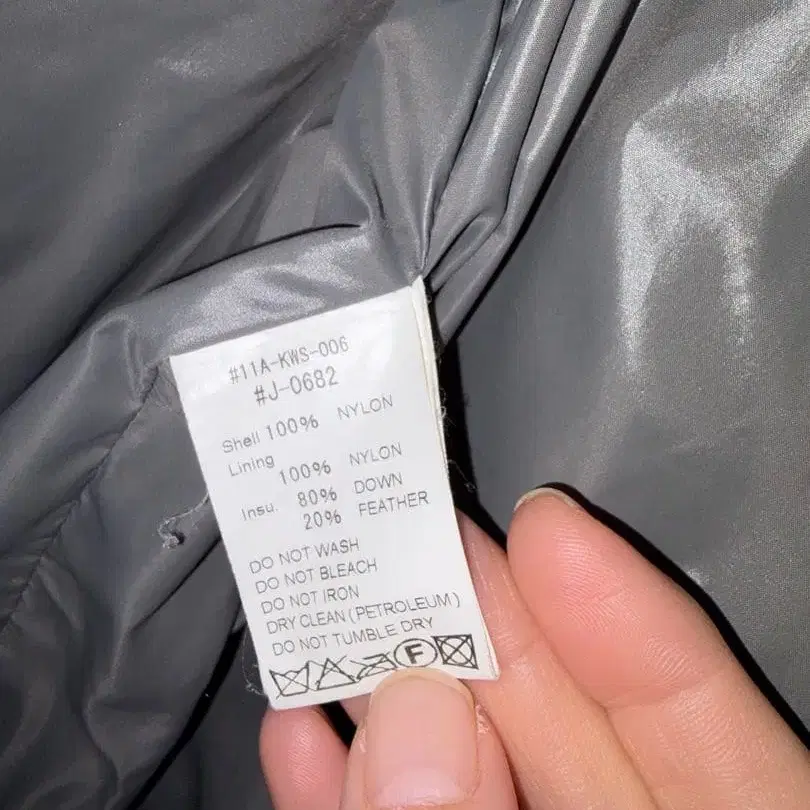 #11A-KWS-006
#J-0682
Shell 100% NYLON
Lining
100% NYLON
Insu. 80% DOWN
20% FEATHER
DO NOT WASH
DO NOT BLEACH
DO NOT IRON
DRY CLEAN (PETROLEUM)
DO NOT TUMBLE DRY
F